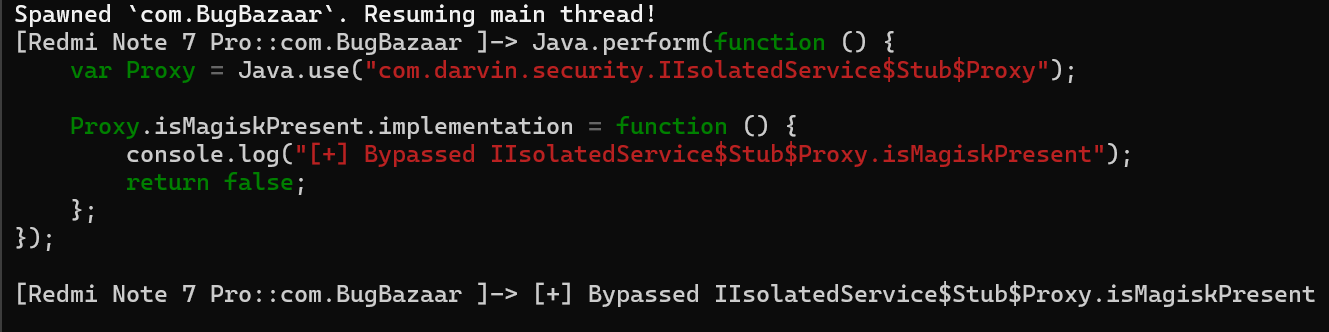 Spawned `com.BugBazaar`. Resuming main thread!
[Redmi Note 7 Pro::com.BugBazaar ]-> Java.perform(function () {
    var Proxy = Java.use("com.darvin.security.IIsolatedService$Stub$Proxy");

    Proxy.isMagiskPresent.implementation = function () {
        console.log("[+] Bypassed IIsolatedService$Stub$Proxy.isMagiskPresent");
        return false;
    };
});

[Redmi Note 7 Pro::com.BugBazaar ]-> [+] Bypassed IIsolatedService$Stub$Proxy.isMagiskPresent